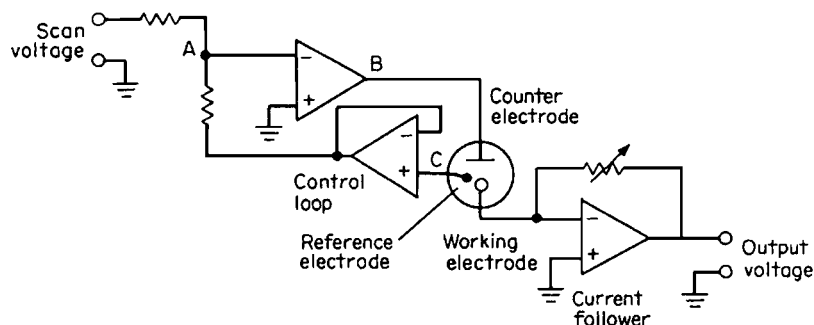 Scan
voltage
A
B
−
+
Counter
electrode
−
+
C
Control
loop
Reference
electrode
Working
electrode
−
+
Output
voltage
Current
follower